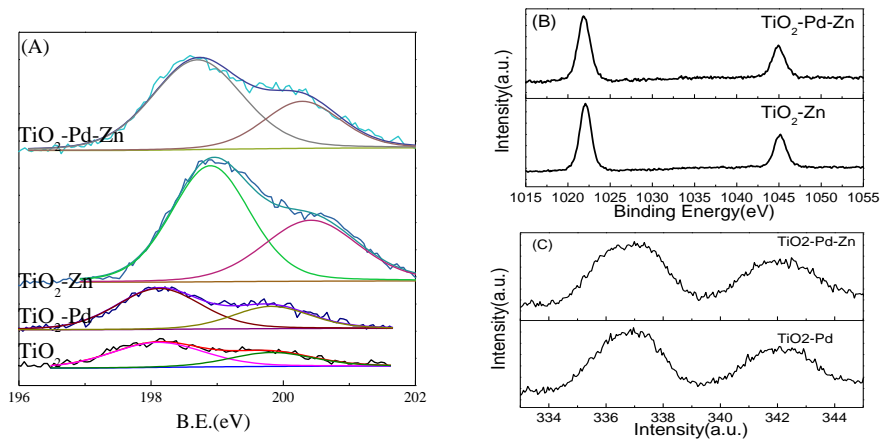 (A)
TiO₂-Pd-Zn
TiO₂-Zn
TiO₂-Pd
TiO₂
196 198 200 202
B.E.(eV)
(B)
TiO₂-Pd-Zn
TiO₂-Zn
Intensity(a.u.)
1015 1020 1025 1030 1035 1040 1045 1050 1055
Binding Energy(eV)
(C)
TiO2-Pd-Zn
TiO2-Pd
Intensity(a.u.)
334 336 338 340 342 344
Intensity(a.u.)